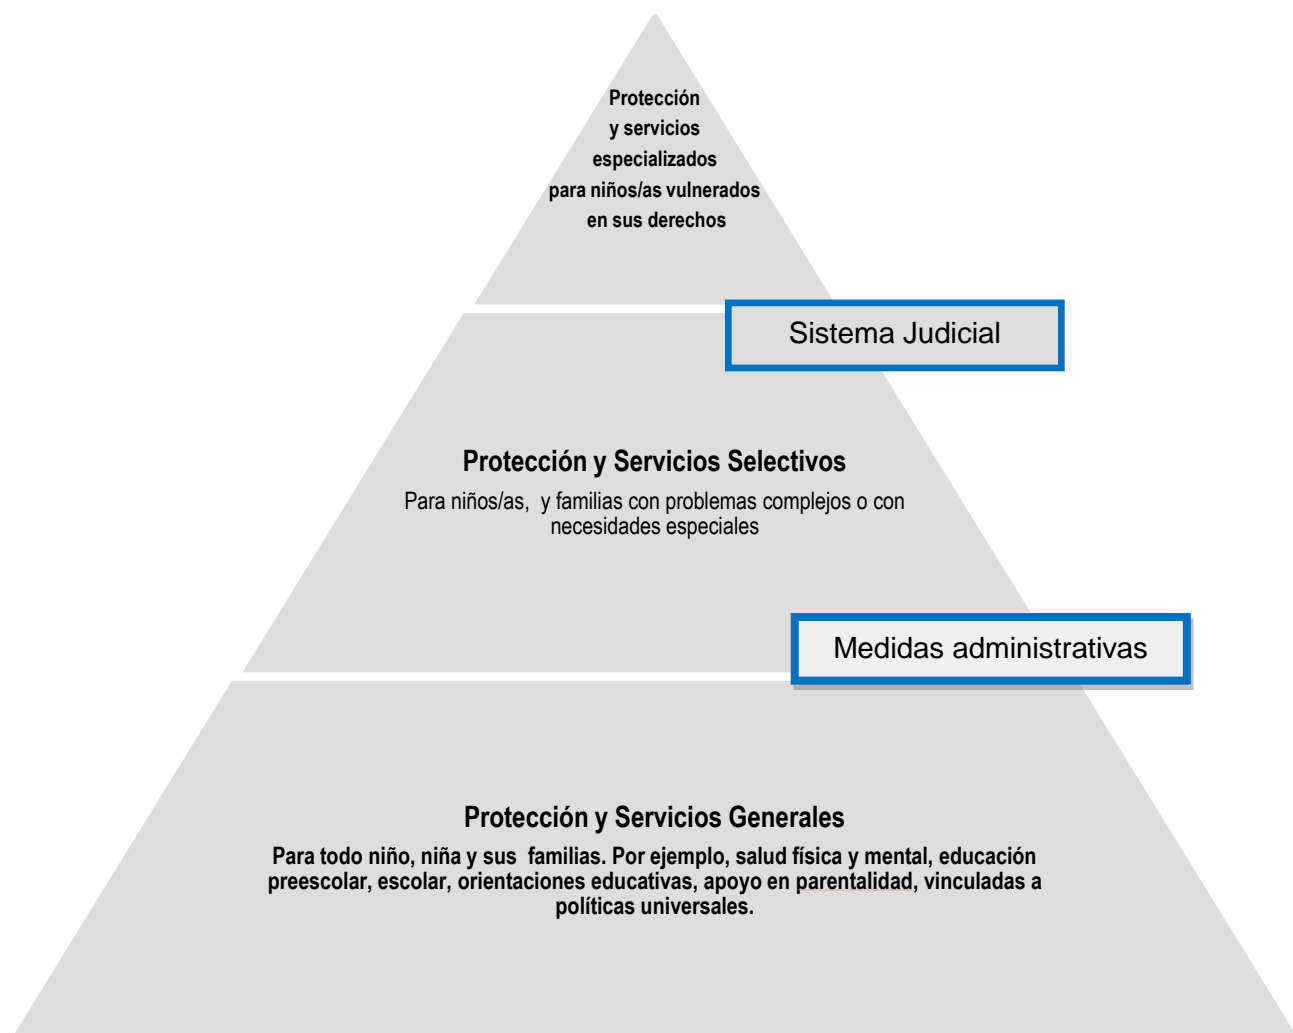 Protección
y servicios
especializados
para niños/as vulnerados
en sus derechos
Sistema Judicial
Protección y Servicios Selectivos
Para niños/as,  y familias con problemas complejos o con
necesidades especiales
Medidas administrativas
Protección y Servicios Generales
Para todo niño, niña y sus  familias. Por ejemplo, salud física y mental, educación
preescolar, escolar, orientaciones educativas, apoyo en parentalidad, vinculadas a
políticas universales.